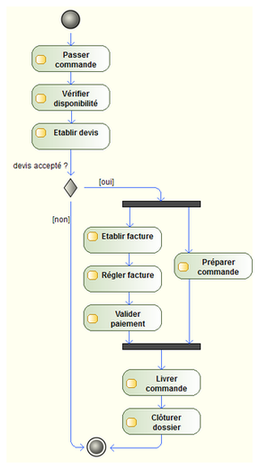 Passer
commande
Vérifier
disponibilité
Etablir devis
devis accepté ?
[oui]
[non]
Etablir facture
Régler facture
Valider
paiement
Préparer
commande
Livrer
commande
Clôturer
dossier